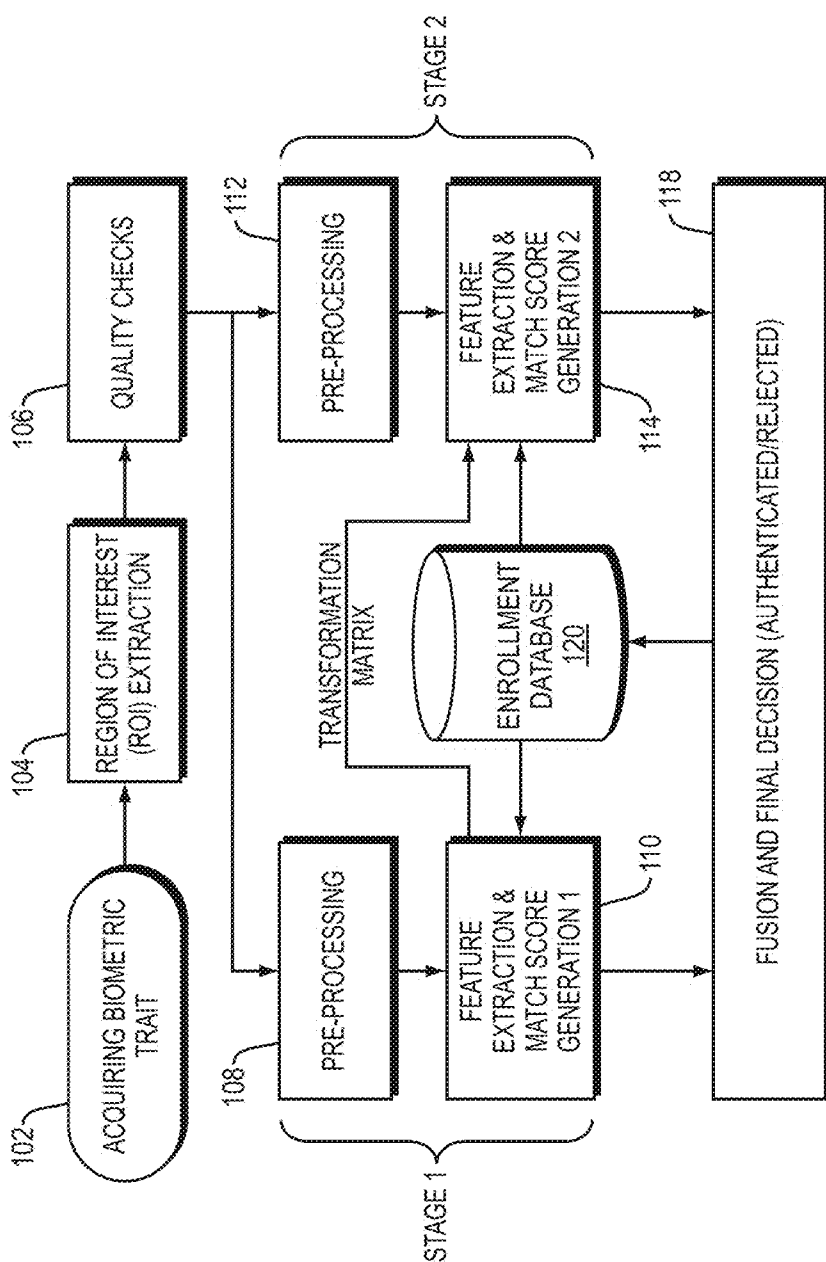 102
ACQUIRING BIOMETRIC
TRAIT
104
REGION OF INTEREST
(ROI) EXTRACTION
106
QUALITY CHECKS
STAGE 1
108
PRE-PROCESSING
FEATURE
EXTRACTION &
MATCH SCORE
GENERATION 1
110
TRANSFORMATION
MATRIX
ENROLLMENT
DATABASE
120
112
PRE-PROCESSING
FEATURE
EXTRACTION &
MATCH SCORE
GENERATION 2
114
STAGE 2
118
FUSION AND FINAL DECISION (AUTHENTICATED/REJECTED)